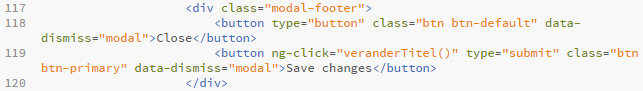 117 <div class="modal-footer">
118 <button type="button" class="btn btn-default" data-
dismiss="modal">Close</button>
119 <button ng-click="veranderTitel()" type="submit" class="btn
btn-primary" data-dismiss="modal">Save changes</button>
120 </div>